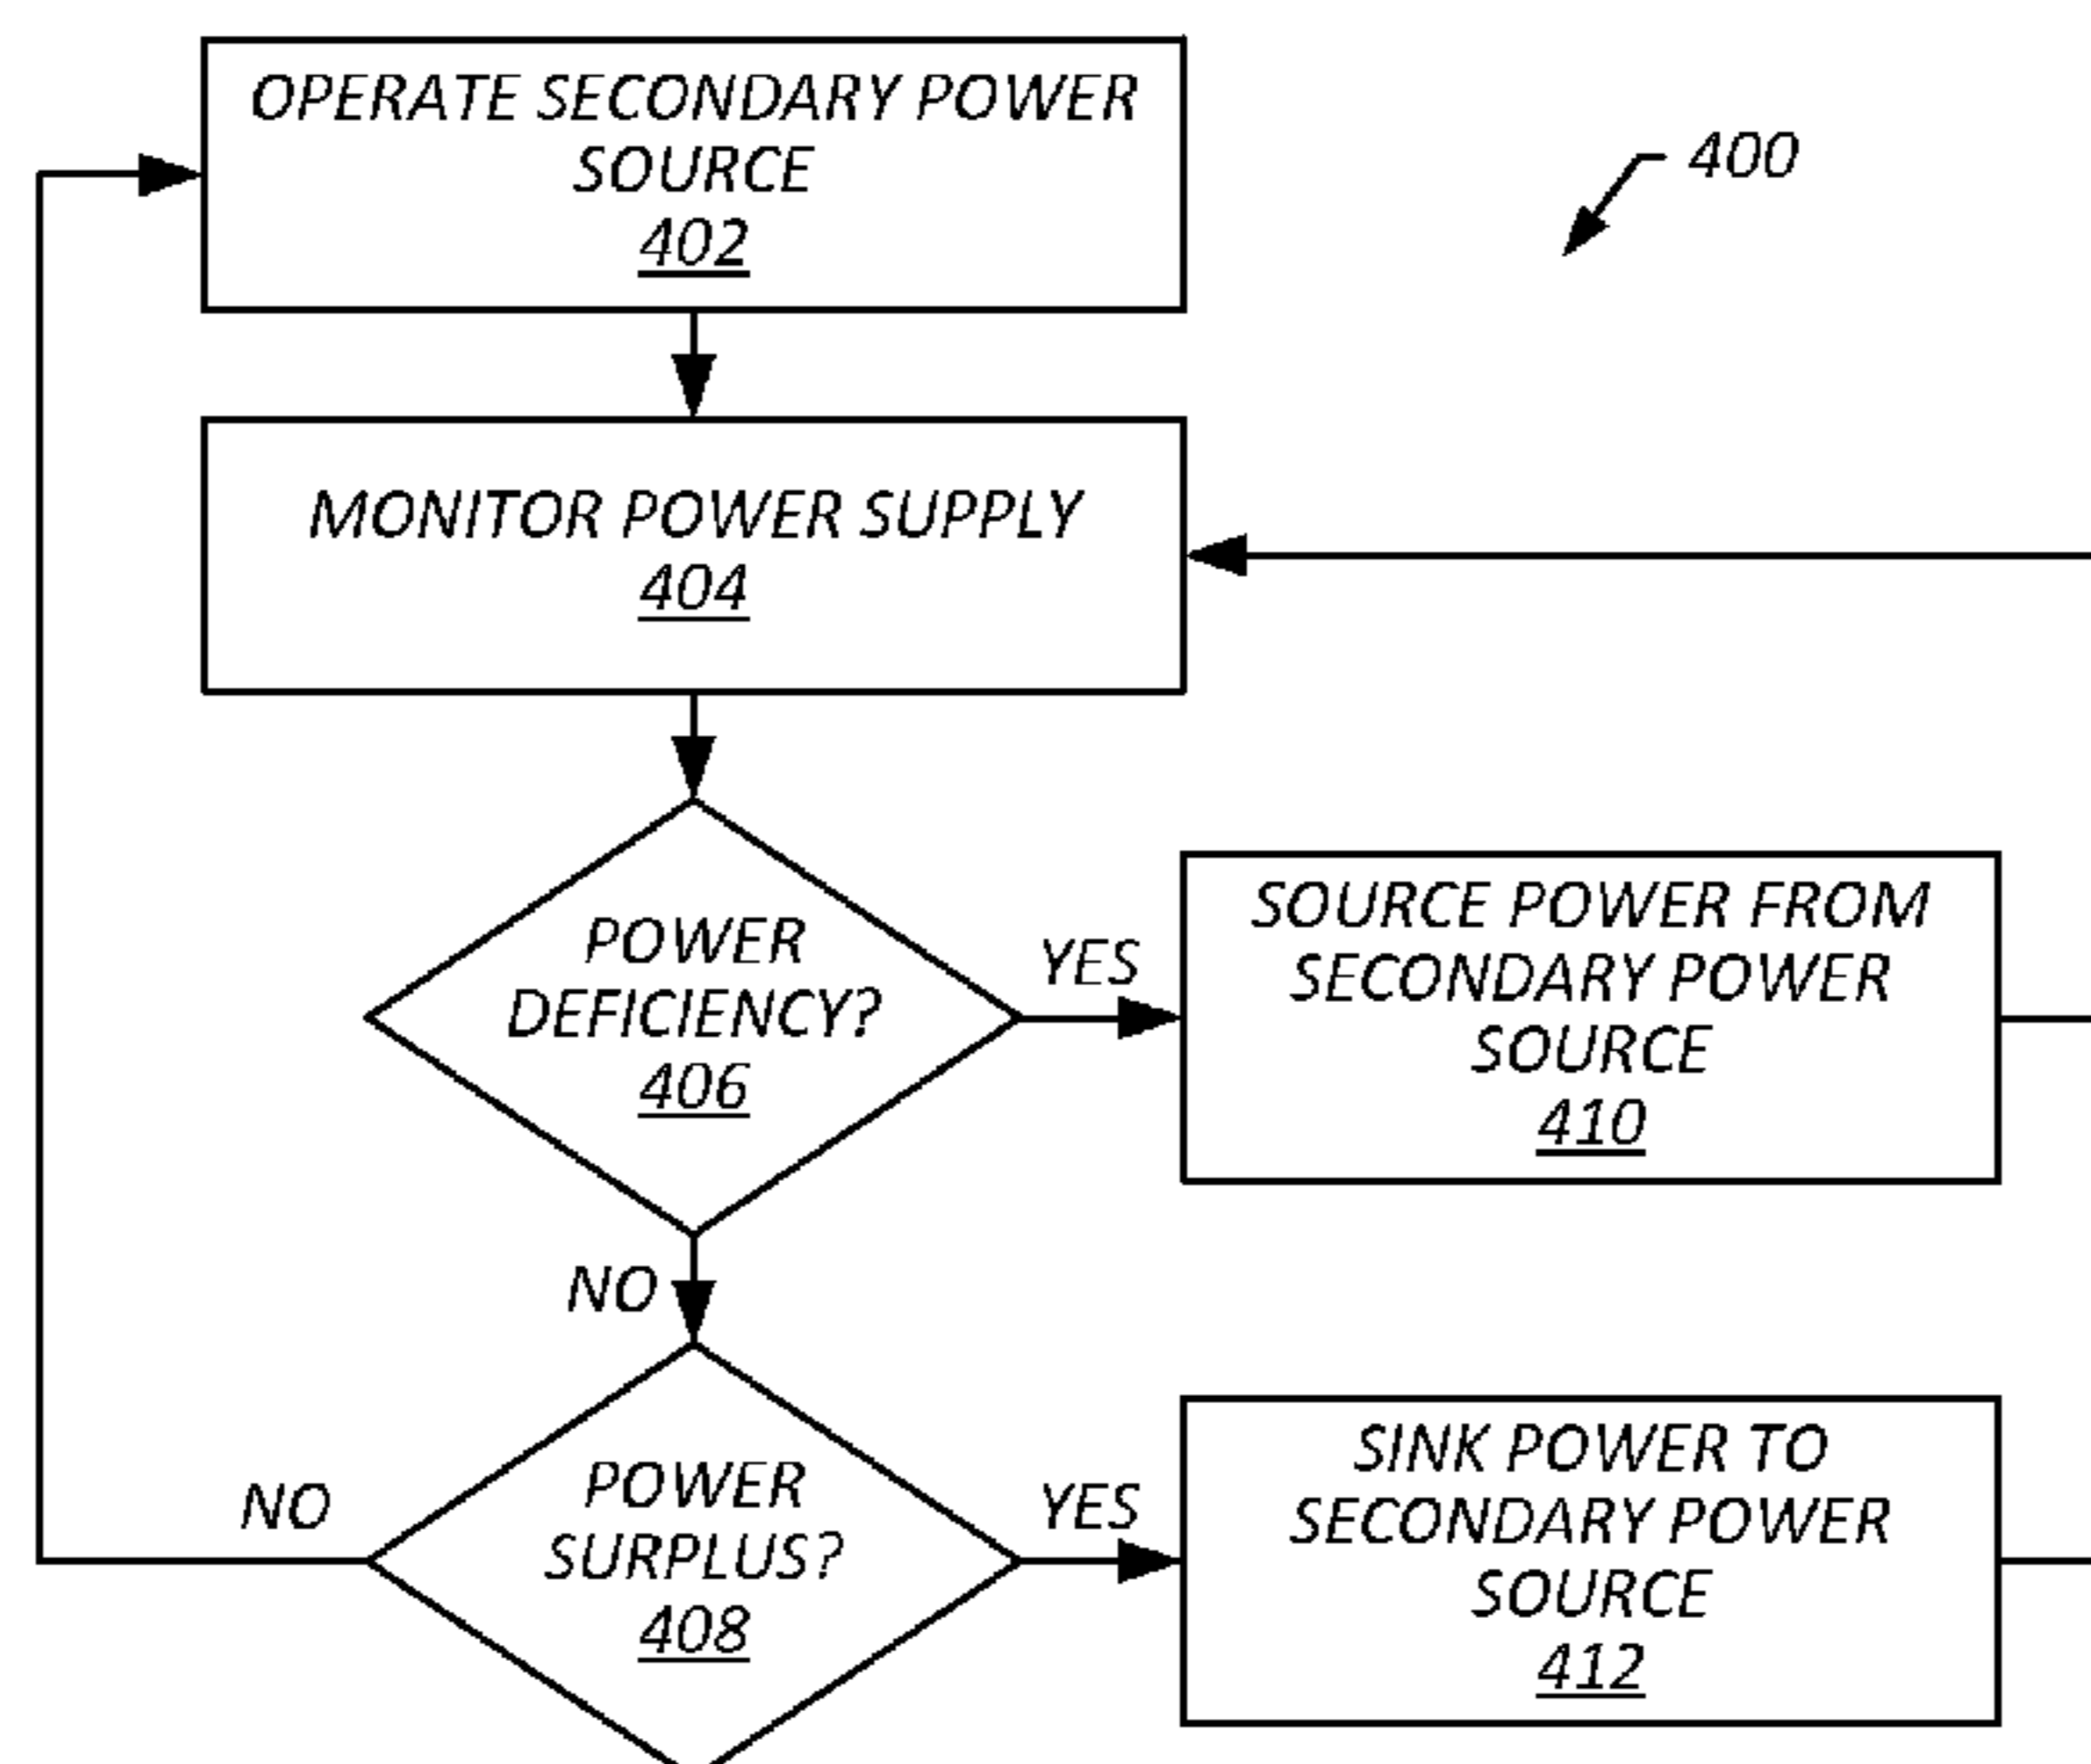 OPERATE SECONDARY POWER
SOURCE
402
400
MONITOR POWER SUPPLY
404
POWER
DEFICIENCY?
406
YES
SOURCE POWER FROM
SECONDARY POWER
SOURCE
410
NO
POWER
SURPLUS?
408
NO
YES
SINK POWER TO
SECONDARY POWER
SOURCE
412